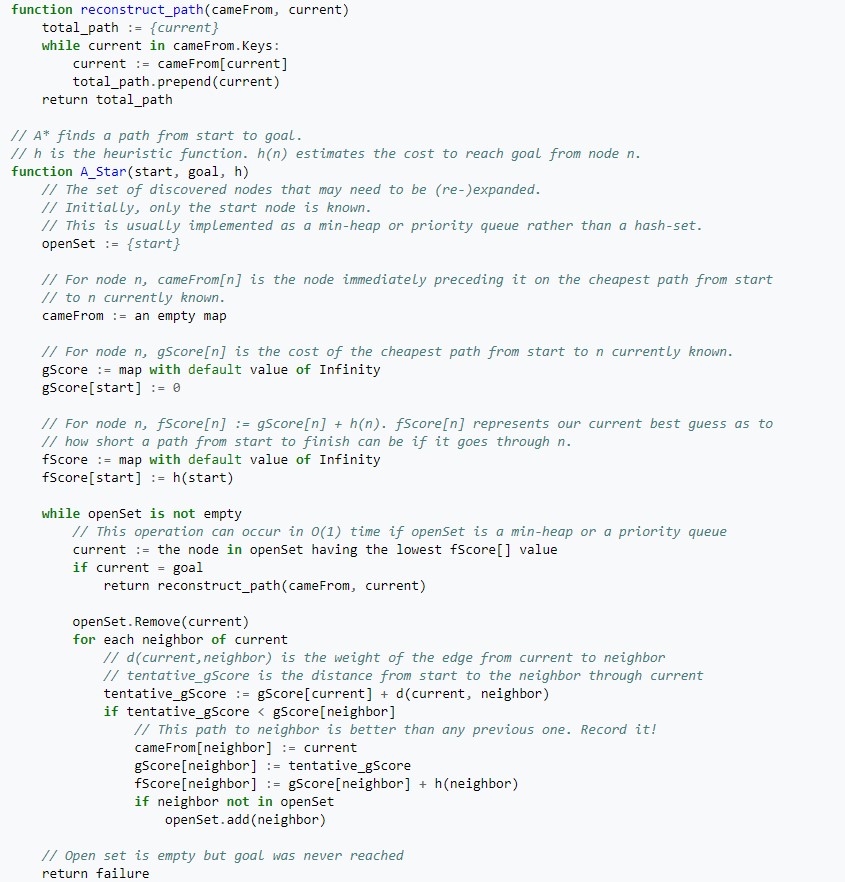 function reconstruct_path(cameFrom, current)
    total_path := {current}
    while current in cameFrom.Keys:
        current := cameFrom[current]
        total_path.prepend(current)
    return total_path

// A* finds a path from start to goal.
// h is the heuristic function. h(n) estimates the cost to reach goal from node n.
function A_Star(start, goal, h)
    // The set of discovered nodes that may need to be (re-)expanded.
    // Initially, only the start node is known.
    // This is usually implemented as a min-heap or priority queue rather than a hash-set.
    openSet := {start}

    // For node n, cameFrom[n] is the node immediately preceding it on the cheapest path from start
    // to n currently known.
    cameFrom := an empty map

    // For node n, gScore[n] is the cost of the cheapest path from start to n currently known.
    gScore := map with default value of Infinity
    gScore[start] := 0

    // For node n, fScore[n] := gScore[n] + h(n). fScore[n] represents our current best guess as to
    // how short a path from start to finish can be if it goes through n.
    fScore := map with default value of Infinity
    fScore[start] := h(start)

    while openSet is not empty
        // This operation can occur in O(1) time if openSet is a min-heap or a priority queue
        current := the node in openSet having the lowest fScore[] value
        if current = goal
            return reconstruct_path(cameFrom, current)

        openSet.Remove(current)
        for each neighbor of current
            // d(current,neighbor) is the weight of the edge from current to neighbor
            // tentative_gScore is the distance from start to the neighbor through current
            tentative_gScore := gScore[current] + d(current, neighbor)
            if tentative_gScore < gScore[neighbor]
                // This path to neighbor is better than any previous one. Record it!
                cameFrom[neighbor] := current
                gScore[neighbor] := tentative_gScore
                fScore[neighbor] := gScore[neighbor] + h(neighbor)
                if neighbor not in openSet
                    openSet.add(neighbor)

    // Open set is empty but goal was never reached
    return failure